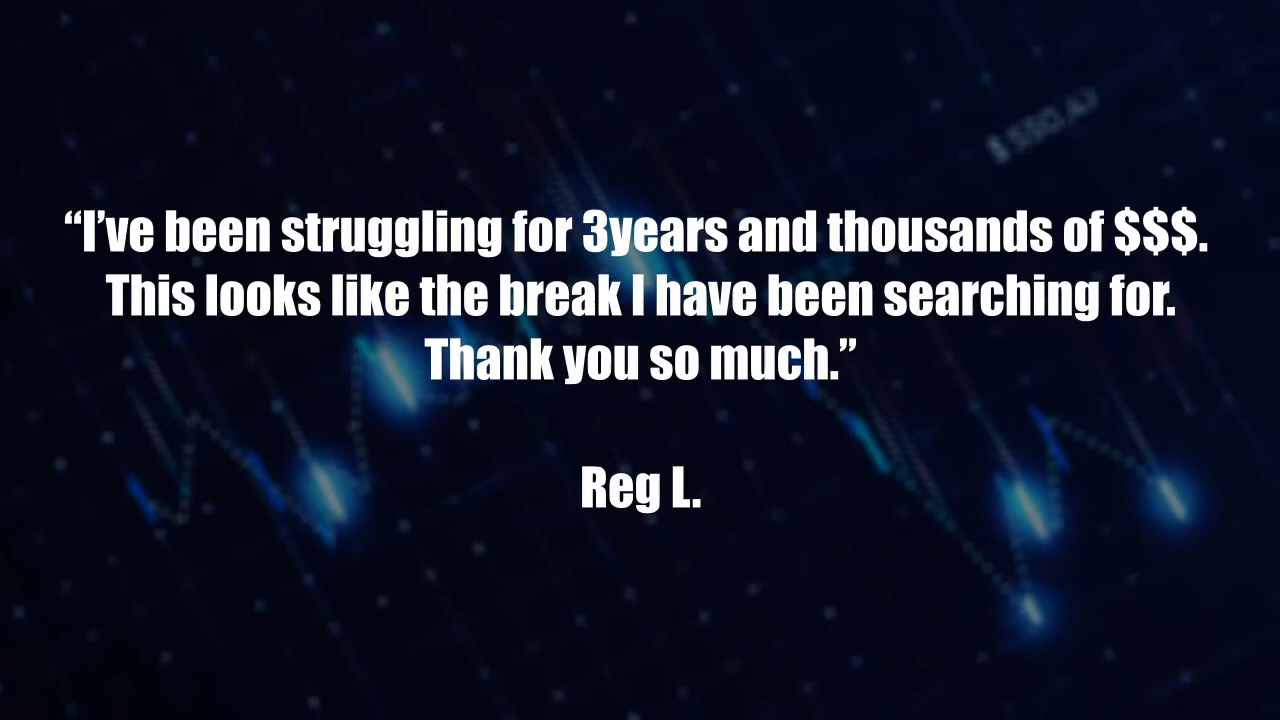 “I’ve been struggling for 3years and thousands of $$$.
This looks like the break I have been searching for.
Thank you so much.”
Reg L.